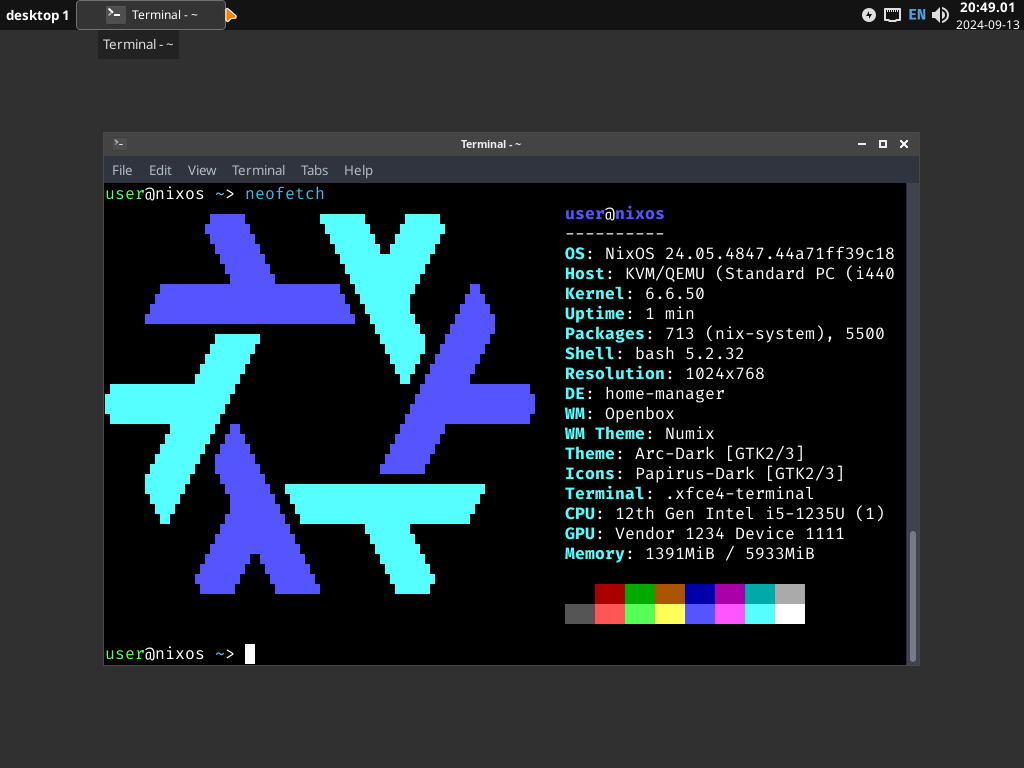 desktop 1 Terminal - ~ EN 20:49.01
2024-09-13
Terminal - ~
Terminal - ~
File Edit View Terminal Tabs Help
user@nixos ~> neofetch
user@nixos
----------
OS: NixOS 24.05.4847.44a71ff39c18
Host: KVM/QEMU (Standard PC (i440
Kernel: 6.6.50
Uptime: 1 min
Packages: 713 (nix-system), 5500
Shell: bash 5.2.32
Resolution: 1024x768
DE: home-manager
WM: Openbox
WM Theme: Numix
Theme: Arc-Dark [GTK2/3]
Icons: Papirus-Dark [GTK2/3]
Terminal: .xfce4-terminal
CPU: 12th Gen Intel i5-1235U (1)
GPU: Vendor 1234 Device 1111
Memory: 1391MiB / 5933MiB
user@nixos ~>